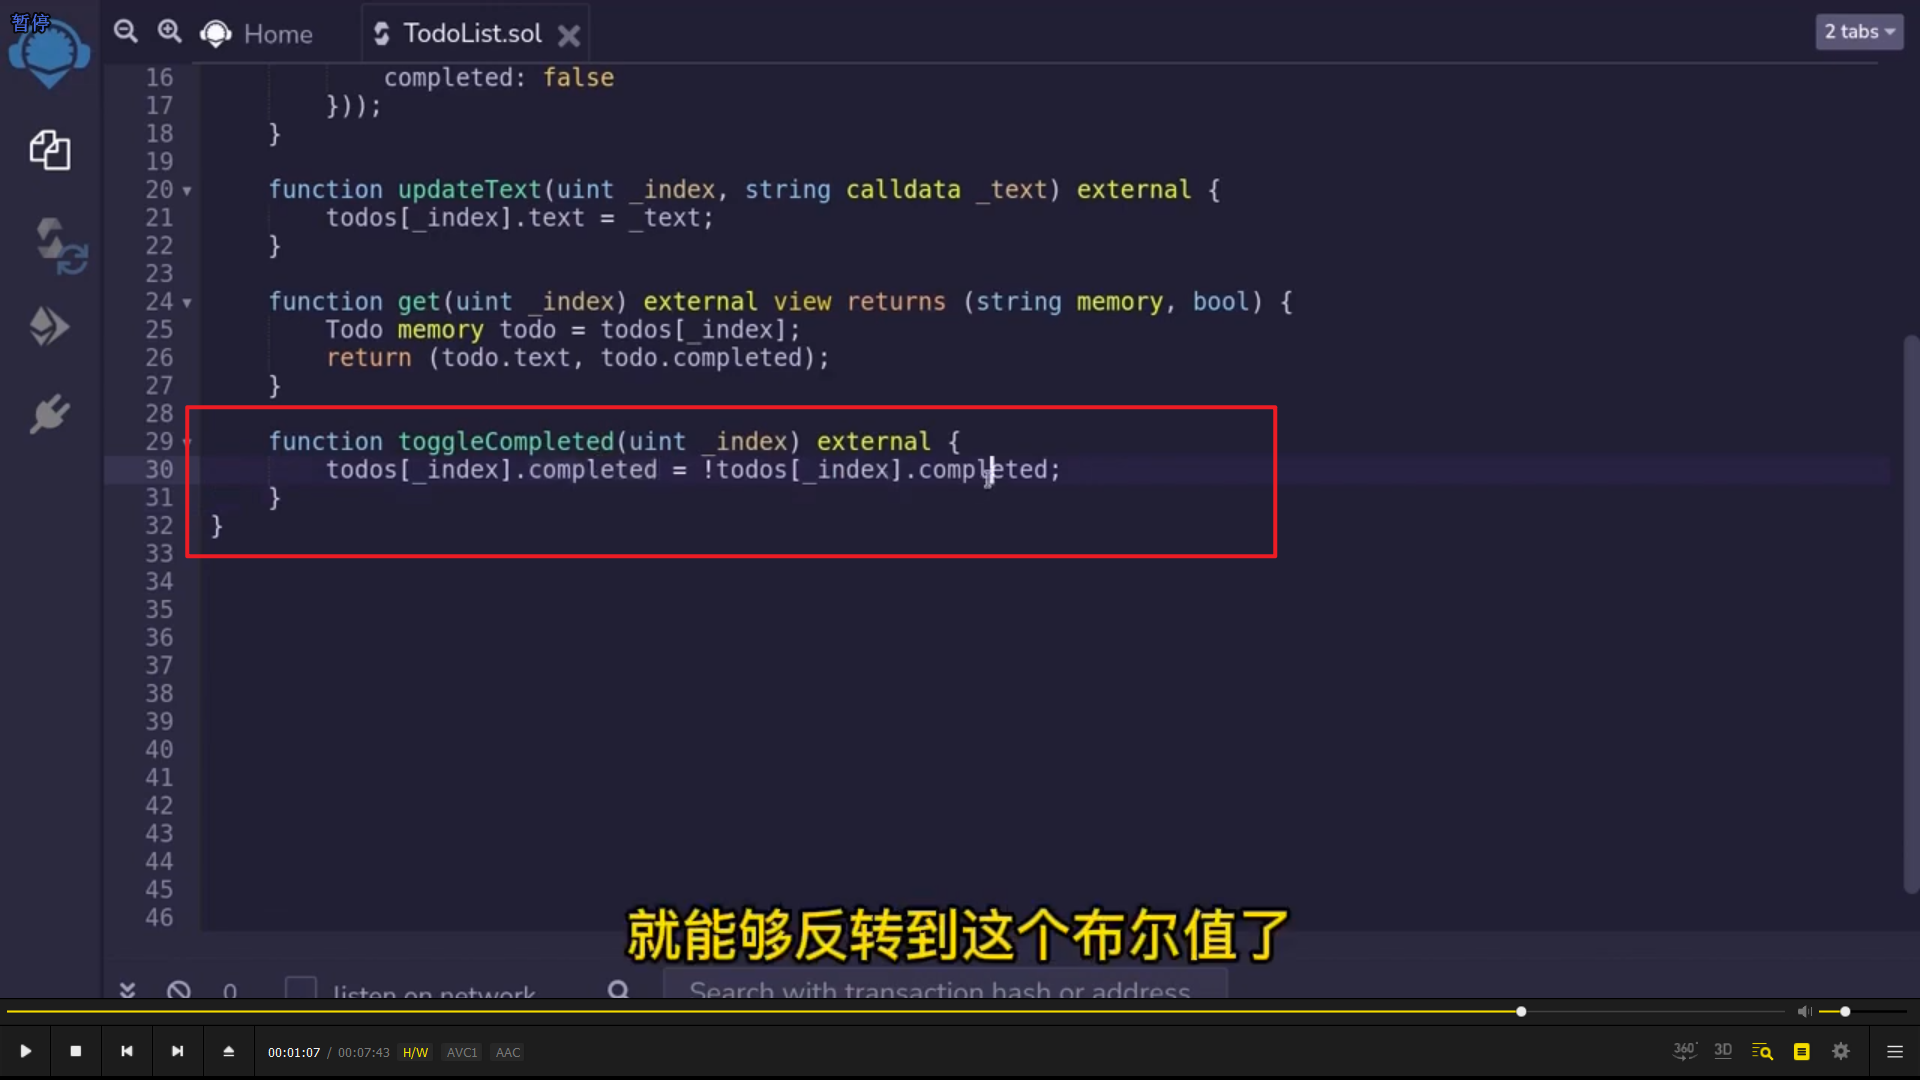 暂停
Home
TodoList.sol
2 tabs
16 completed: false
17 }));
18 }
19
20 function updateText(uint _index, string calldata _text) external {
21 todos[_index].text = _text;
22 }
23
24 function get(uint _index) external view returns (string memory, bool) {
25 Todo memory todo = todos[_index];
26 return (todo.text, todo.completed);
27 }
28
29 function toggleCompleted(uint _index) external {
30 todos[_index].completed = !todos[_index].completed;
31 }
32 }
33
34
35
36
37
38
39
40
41
42
43
44
45
46
就能够反转到这个布尔值了
0 listen on network Search with transaction hash or address
00:01:07 / 00:07:43 H/W AVC1 AAC 360° 3D